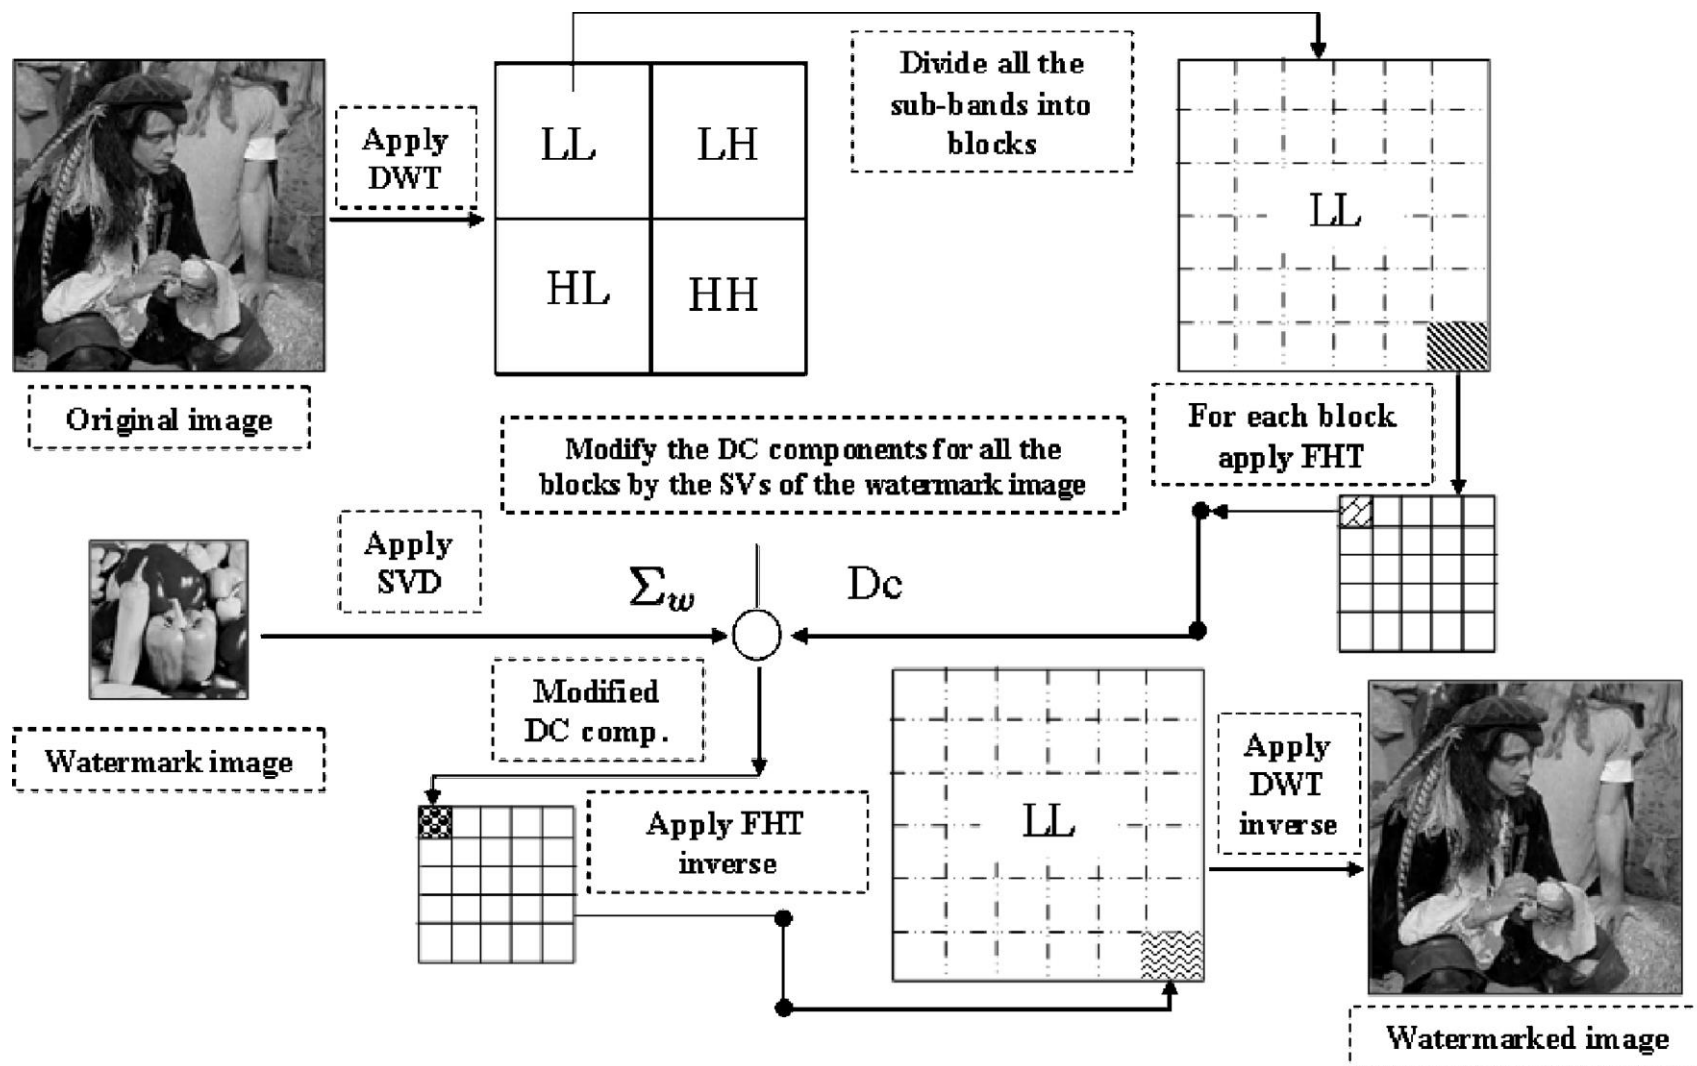 Divide all the
sub-bands into
blocks
Apply
DWT
LL
LH
HL
HH
LL
Original image
Modify the DC components for all the
blocks by the SVs of the watermark image
For each block
apply FHT
Apply
SVD
Σw
Dc
Watermark image
Modified
DC comp.
Apply FHT
inverse
LL
Apply
DWT
inverse
Watermarked image